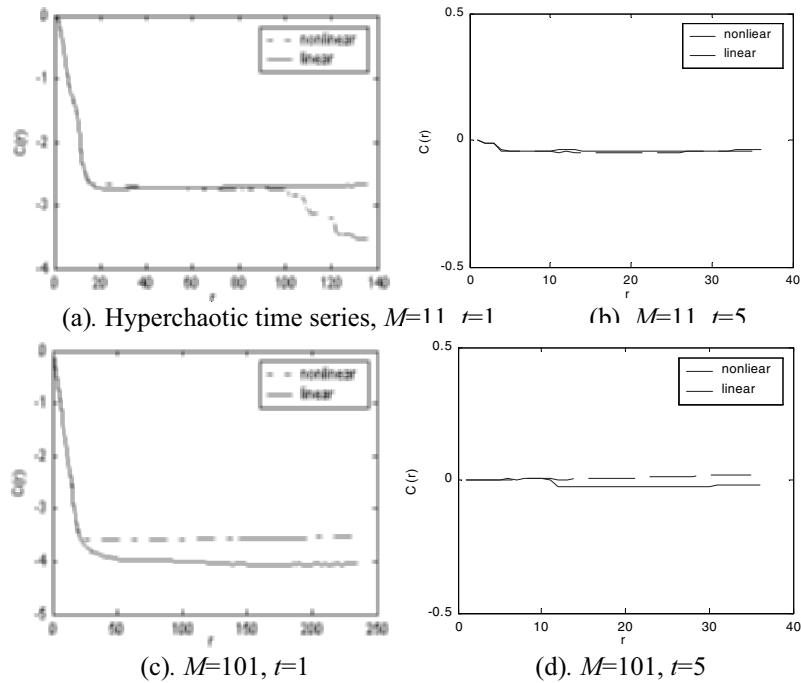 0
-1
-2
-3
-4
C(r)
nonlinear
linear
0 20 40 60 80 100 120 140
r
0.5
0
-0.5
C (r)
nonliear
linear
0 10 20 30 40
r
(a). Hyperchaotic time series, M=11, t=1
(b). M=11, t=5
0
-1
-2
-3
-4
-5
C(r)
nonlinear
linear
0 50 100 150 200 250
r
0.5
0
-0.5
C (r)
nonliear
linear
0 10 20 30 40
r
(c). M=101, t=1
(d). M=101, t=5